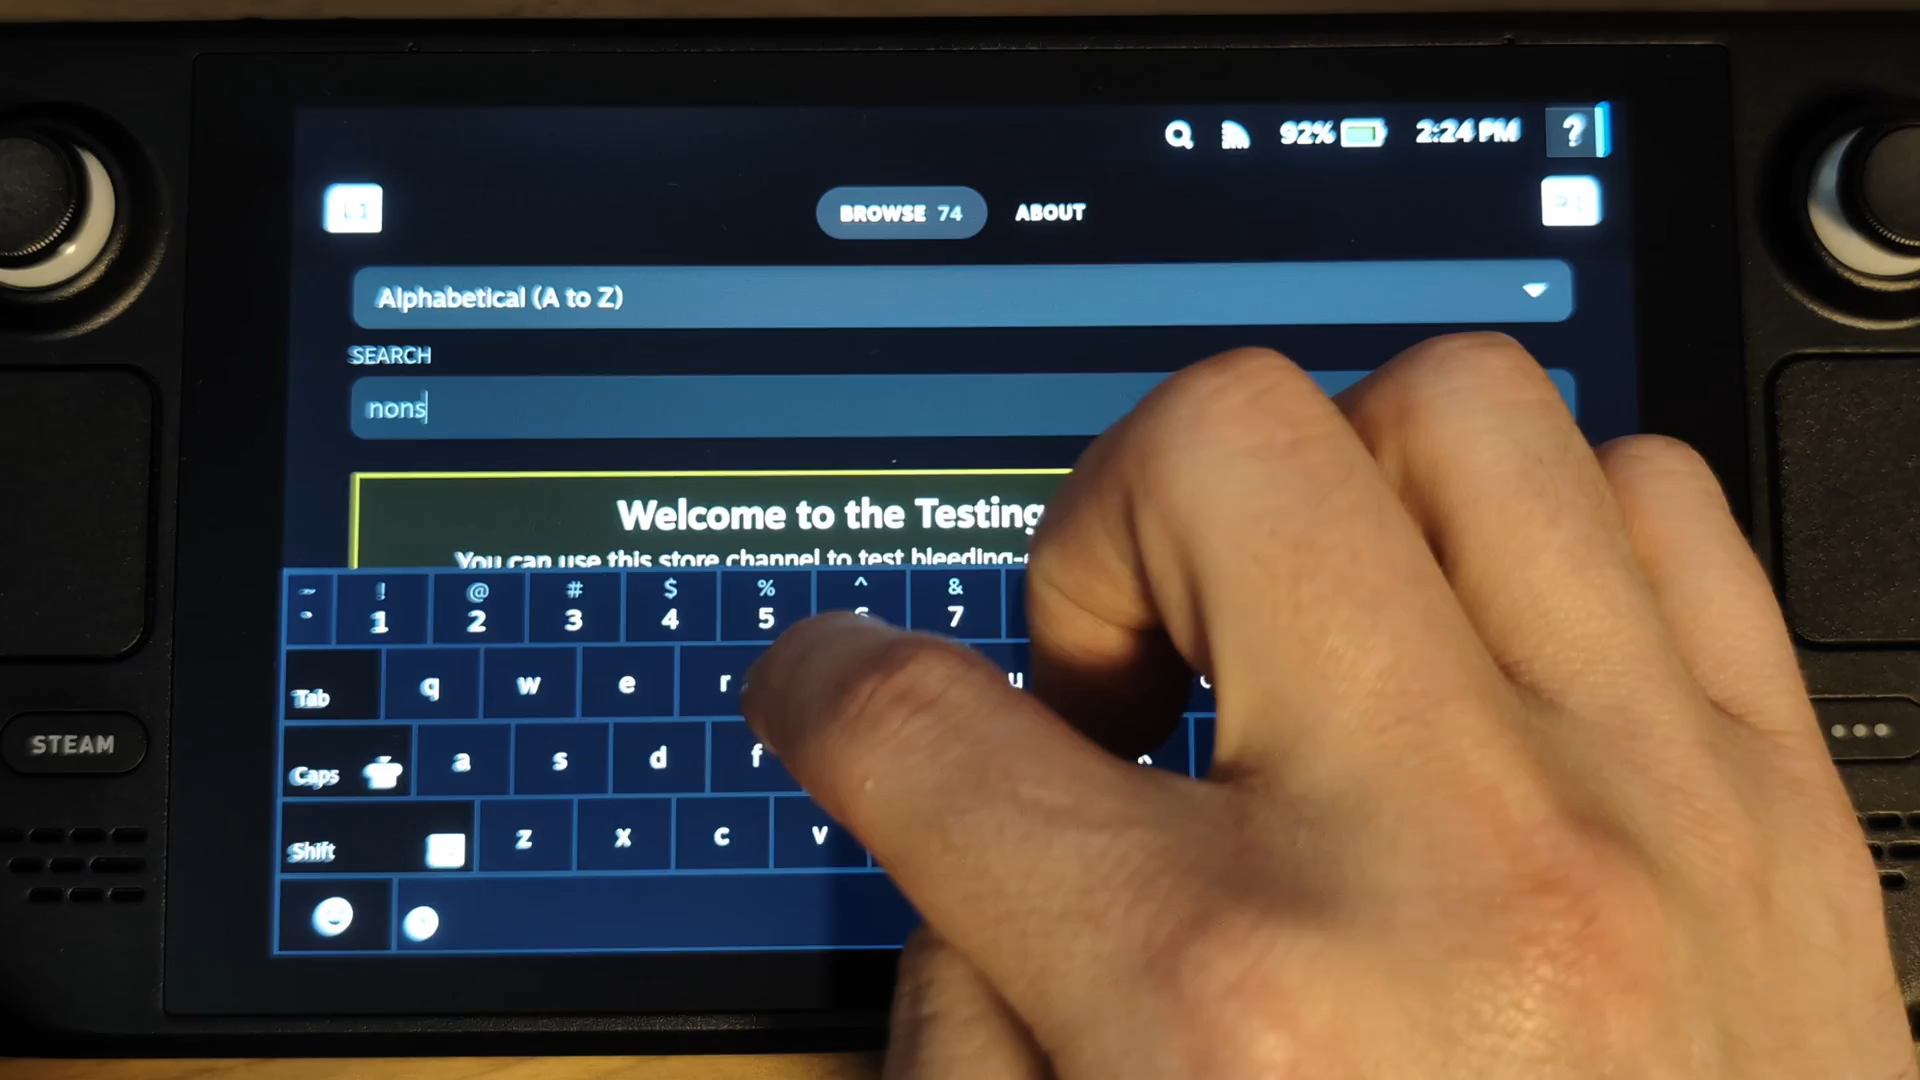 92% 2:24 PM ?
BROWSE 74 ABOUT
Alphabetical (A to Z)
SEARCH
nons
Welcome to the Testing
You can use this store channel to test bleeding-
~ ! @ # $ % ^ &
` 1 2 3 4 5 6 7
Tab q w e r u
STEAM
Caps a s d f
Shift z x c v